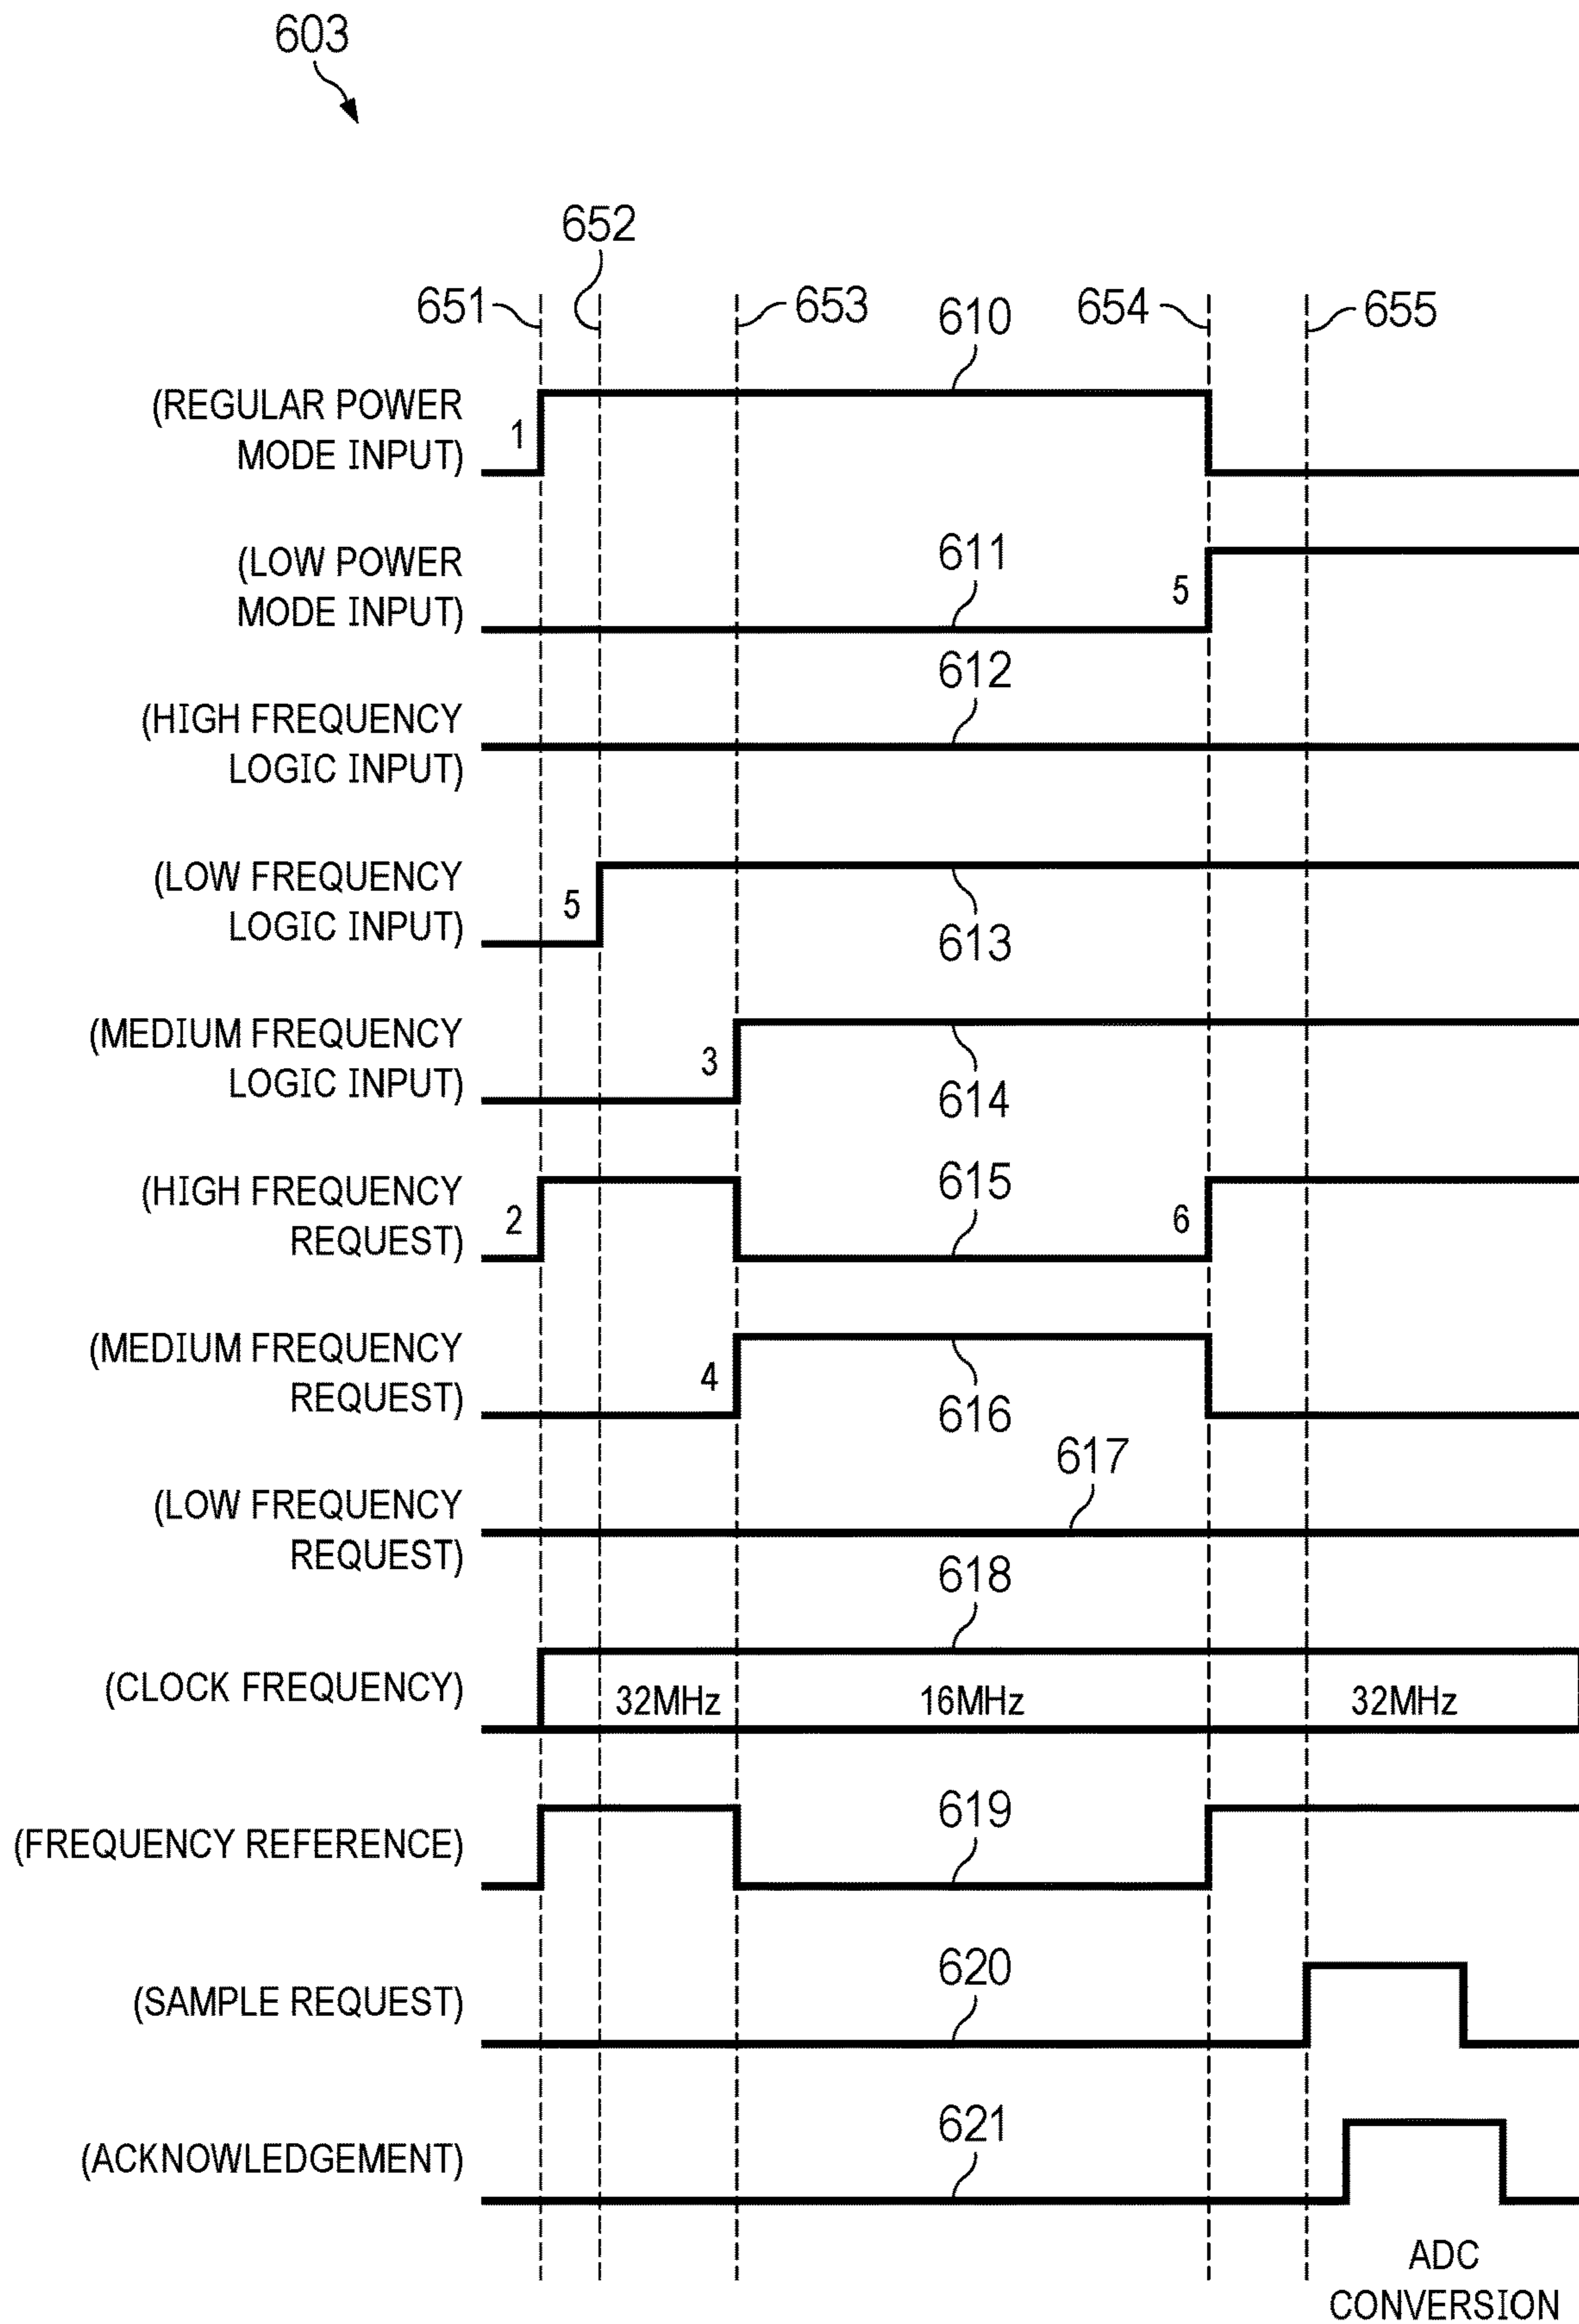 603
652
651
653
610
654
655
(REGULAR POWER
MODE INPUT)
1
(LOW POWER
MODE INPUT)
611
5
(HIGH FREQUENCY
LOGIC INPUT)
612
(LOW FREQUENCY
LOGIC INPUT)
5
613
(MEDIUM FREQUENCY
LOGIC INPUT)
3
614
(HIGH FREQUENCY
REQUEST)
2
615
6
(MEDIUM FREQUENCY
REQUEST)
4
616
(LOW FREQUENCY
REQUEST)
617
618
(CLOCK FREQUENCY)
32MHz
16MHz
32MHz
(FREQUENCY REFERENCE)
619
(SAMPLE REQUEST)
620
(ACKNOWLEDGEMENT)
621
ADC
CONVERSION